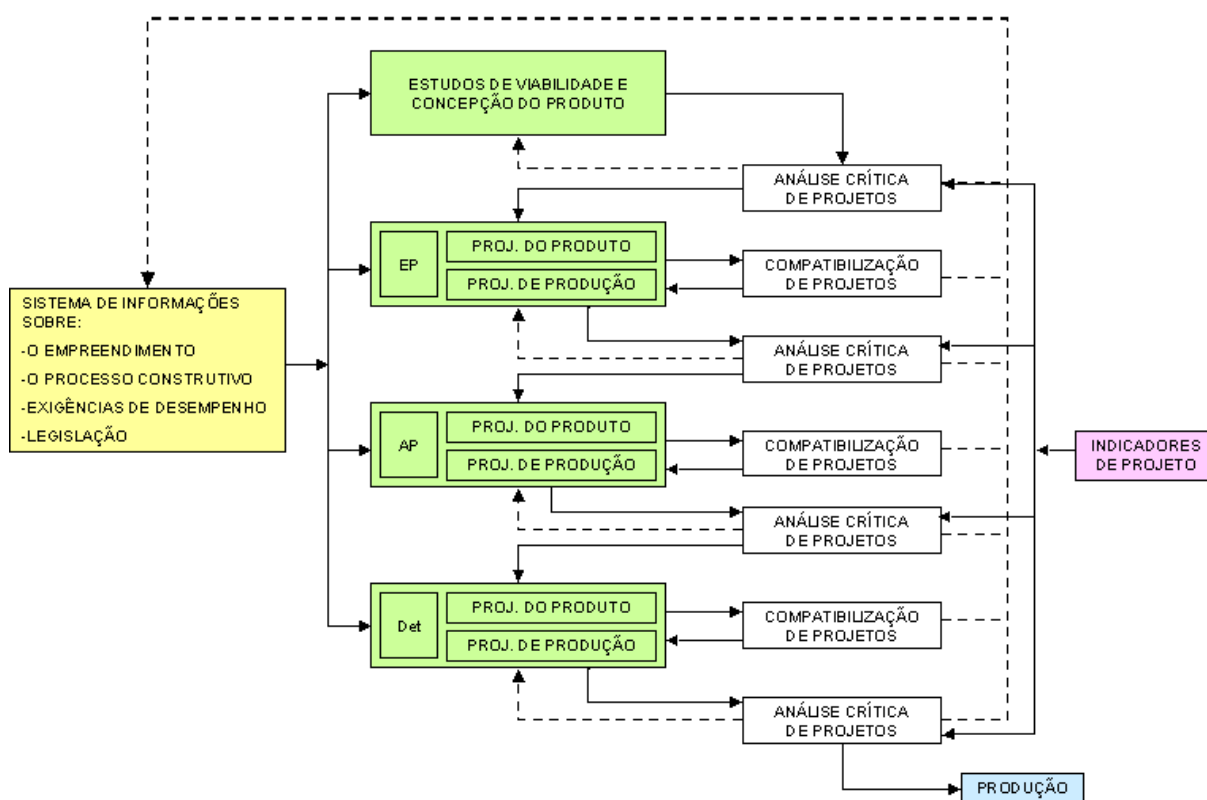 ESTUDOS DE VIABILIDADE E
CONCEPÇÃO DO PRODUTO
ANÁLISE CRÍTICA
DE PROJETOS
EP
PROJ. DO PRODUTO
PROJ. DE PRODUÇÃO
COMPATIBILIZAÇÃO
DE PROJETOS
SISTEMA DE INFORMAÇÕES
SOBRE:
-O EMPREENDIMENTO
-O PROCESSO CONSTRUTIVO
-EXIGÊNCIAS DE DESEMPENHO
-LEGISLAÇÃO
ANÁLISE CRÍTICA
DE PROJETOS
AP
PROJ. DO PRODUTO
PROJ. DE PRODUÇÃO
COMPATIBILIZAÇÃO
DE PROJETOS
INDICADORES
DE PROJETO
ANÁLISE CRÍTICA
DE PROJETOS
Det
PROJ. DO PRODUTO
PROJ. DE PRODUÇÃO
COMPATIBILIZAÇÃO
DE PROJETOS
ANÁLISE CRÍTICA
DE PROJETOS
PRODUÇÃO